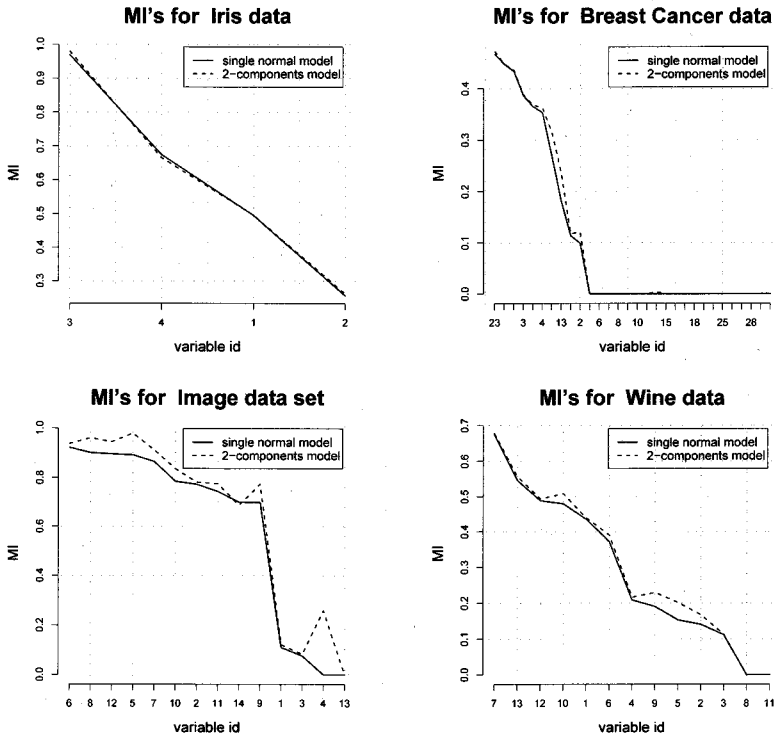 MI's for Iris data
single normal model
2-components model
MI
1.0
0.9
0.8
0.7
0.6
0.5
0.4
0.3
3 4 1 2
variable id
MI's for Breast Cancer data
single normal model
2-components model
MI
0.4
0.3
0.2
0.1
0.0
23 3 4 13 2 6 8 10 15 18 25 28
variable id
MI's for Image data set
single normal model
2-components model
MI
1.0
0.8
0.6
0.4
0.2
0.0
6 8 12 5 7 10 2 11 14 9 1 3 4 13
variable id
MI's for Wine data
single normal model
2-components model
MI
0.7
0.6
0.5
0.4
0.3
0.2
0.1
0.0
7 13 12 10 1 6 4 9 5 2 3 8 11
variable id